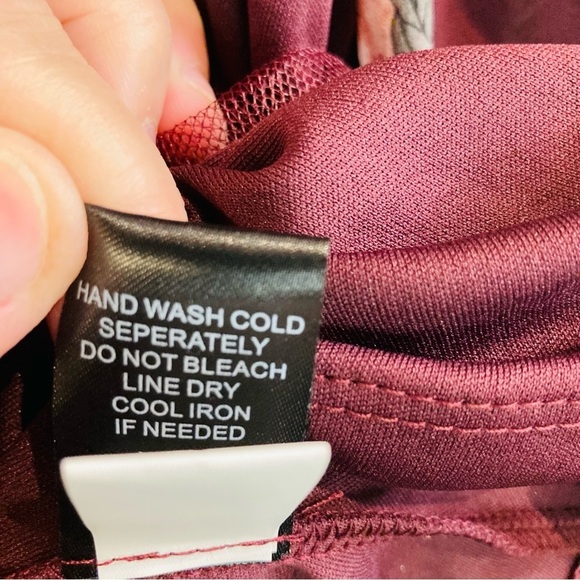 HAND WASH COLD
SEPERATELY
DO NOT BLEACH
LINE DRY
COOL IRON
IF NEEDED